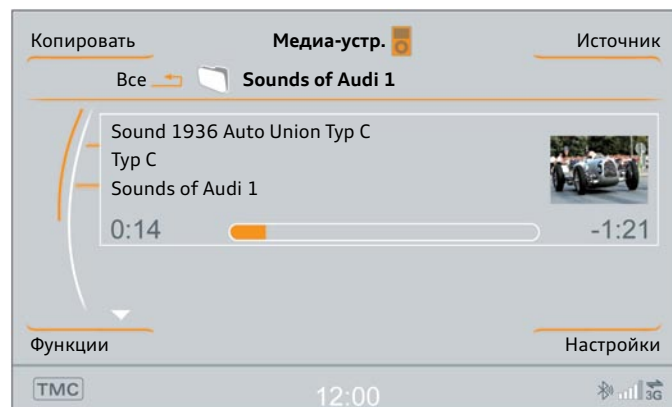 Копировать Медиа-устр. Источник
Все Sounds of Audi 1
Sound 1936 Auto Union Typ C
Typ C
Sounds of Audi 1
0:14 -1:21
Функции Настройки
TMC 12:00 3G